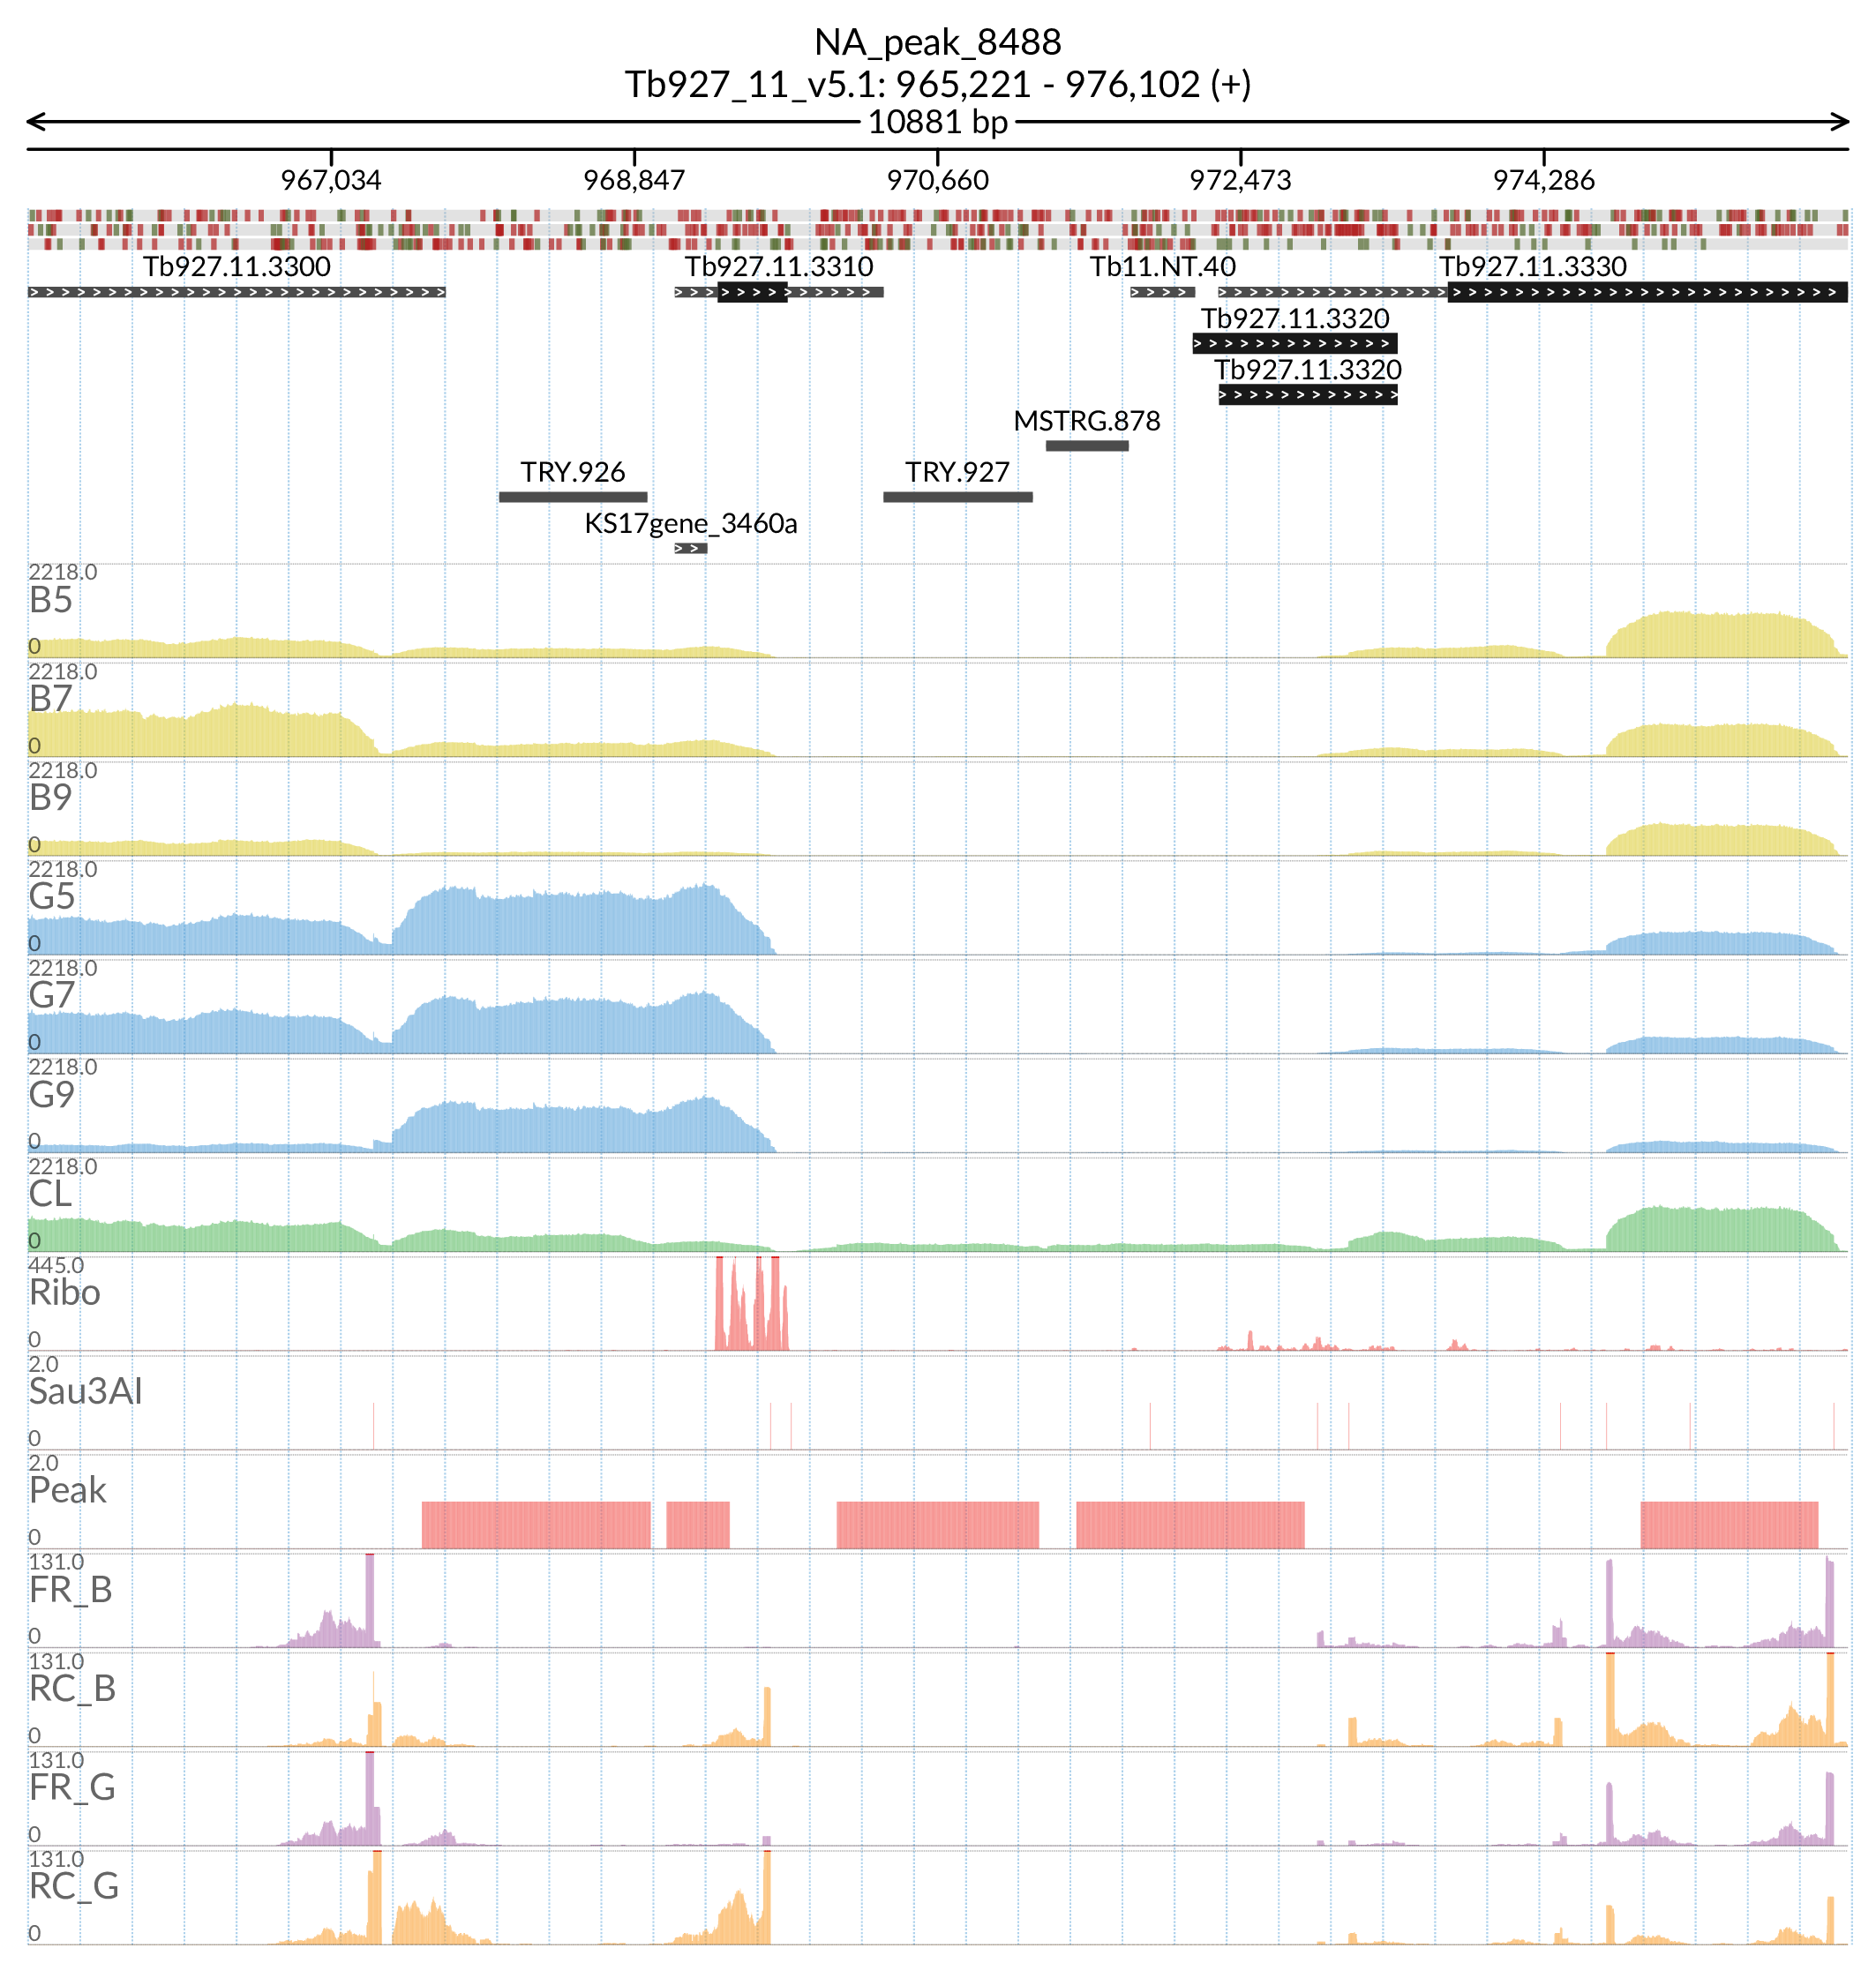 NA_peak_8488
Tb927_11_v5.1: 965,221 - 976,102 (+)
10881 bp
967,034 968,847 970,660 972,473 974,286
Tb927.11.3300 Tb927.11.3310 Tb11.NT.40 Tb927.11.3330
Tb927.11.3320
Tb927.11.3320
MSTRG.878
TRY.926 TRY.927
KS17gene_3460a
2218.0
B5
0
2218.0
B7
0
2218.0
B9
0
2218.0
G5
0
2218.0
G7
0
2218.0
G9
0
2218.0
CL
0
445.0
Ribo
0
2.0
Sau3AI
0
2.0
Peak
0
131.0
FR_B
0
131.0
RC_B
0
131.0
FR_G
0
131.0
RC_G
0